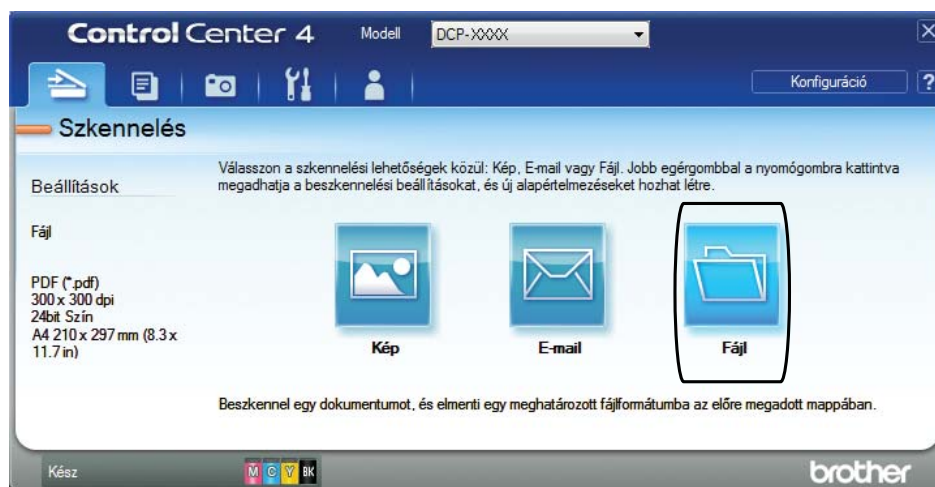 Control Center 4
Modell
DCP-XXXX
Konfiguráció
?
Szkennelés
Válasszon a szkennelési lehetőségek közül: Kép, E-mail vagy Fájl. Jobb egérgombbal a nyomógombra kattintva
megadhatja a beszkennelési beállításokat, és új alapértelmezéseket hozhat létre.
Beállítások
Fájl
PDF (*.pdf)
300 x 300 dpi
24bit Szín
A4 210 x 297 mm (8.3 x
11.7 in)
Kép
E-mail
Fájl
Beszkennel egy dokumentumot, és elmenti egy meghatározott fájlformátumba az előre megadott mappában.
Kész
M C Y BK
brother